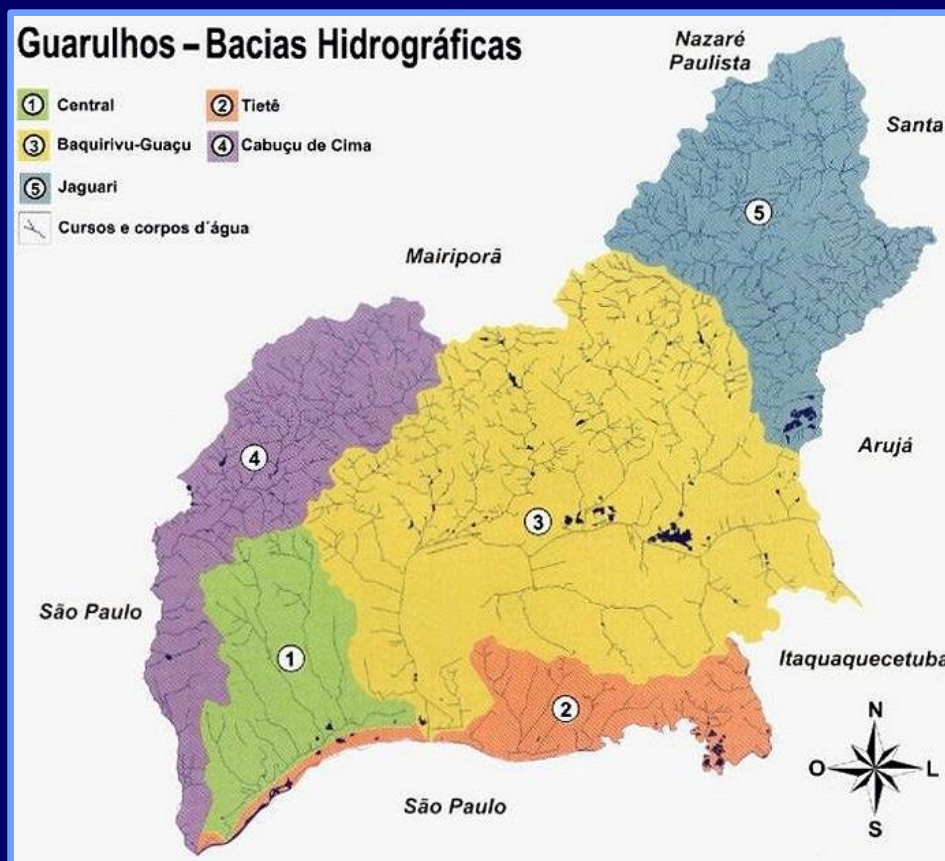 Guarulhos – Bacias Hidrográficas
1 Central
2 Tietê
3 Baquirivu-Guaçu
4 Cabuçu de Cima
5 Jaguari
Cursos e corpos d´água
Nazaré
Paulista
Santa
Mairiporã
5
4
Arujá
3
São Paulo
1
Itaquaquecetuba
2
N
O
L
S
São Paulo